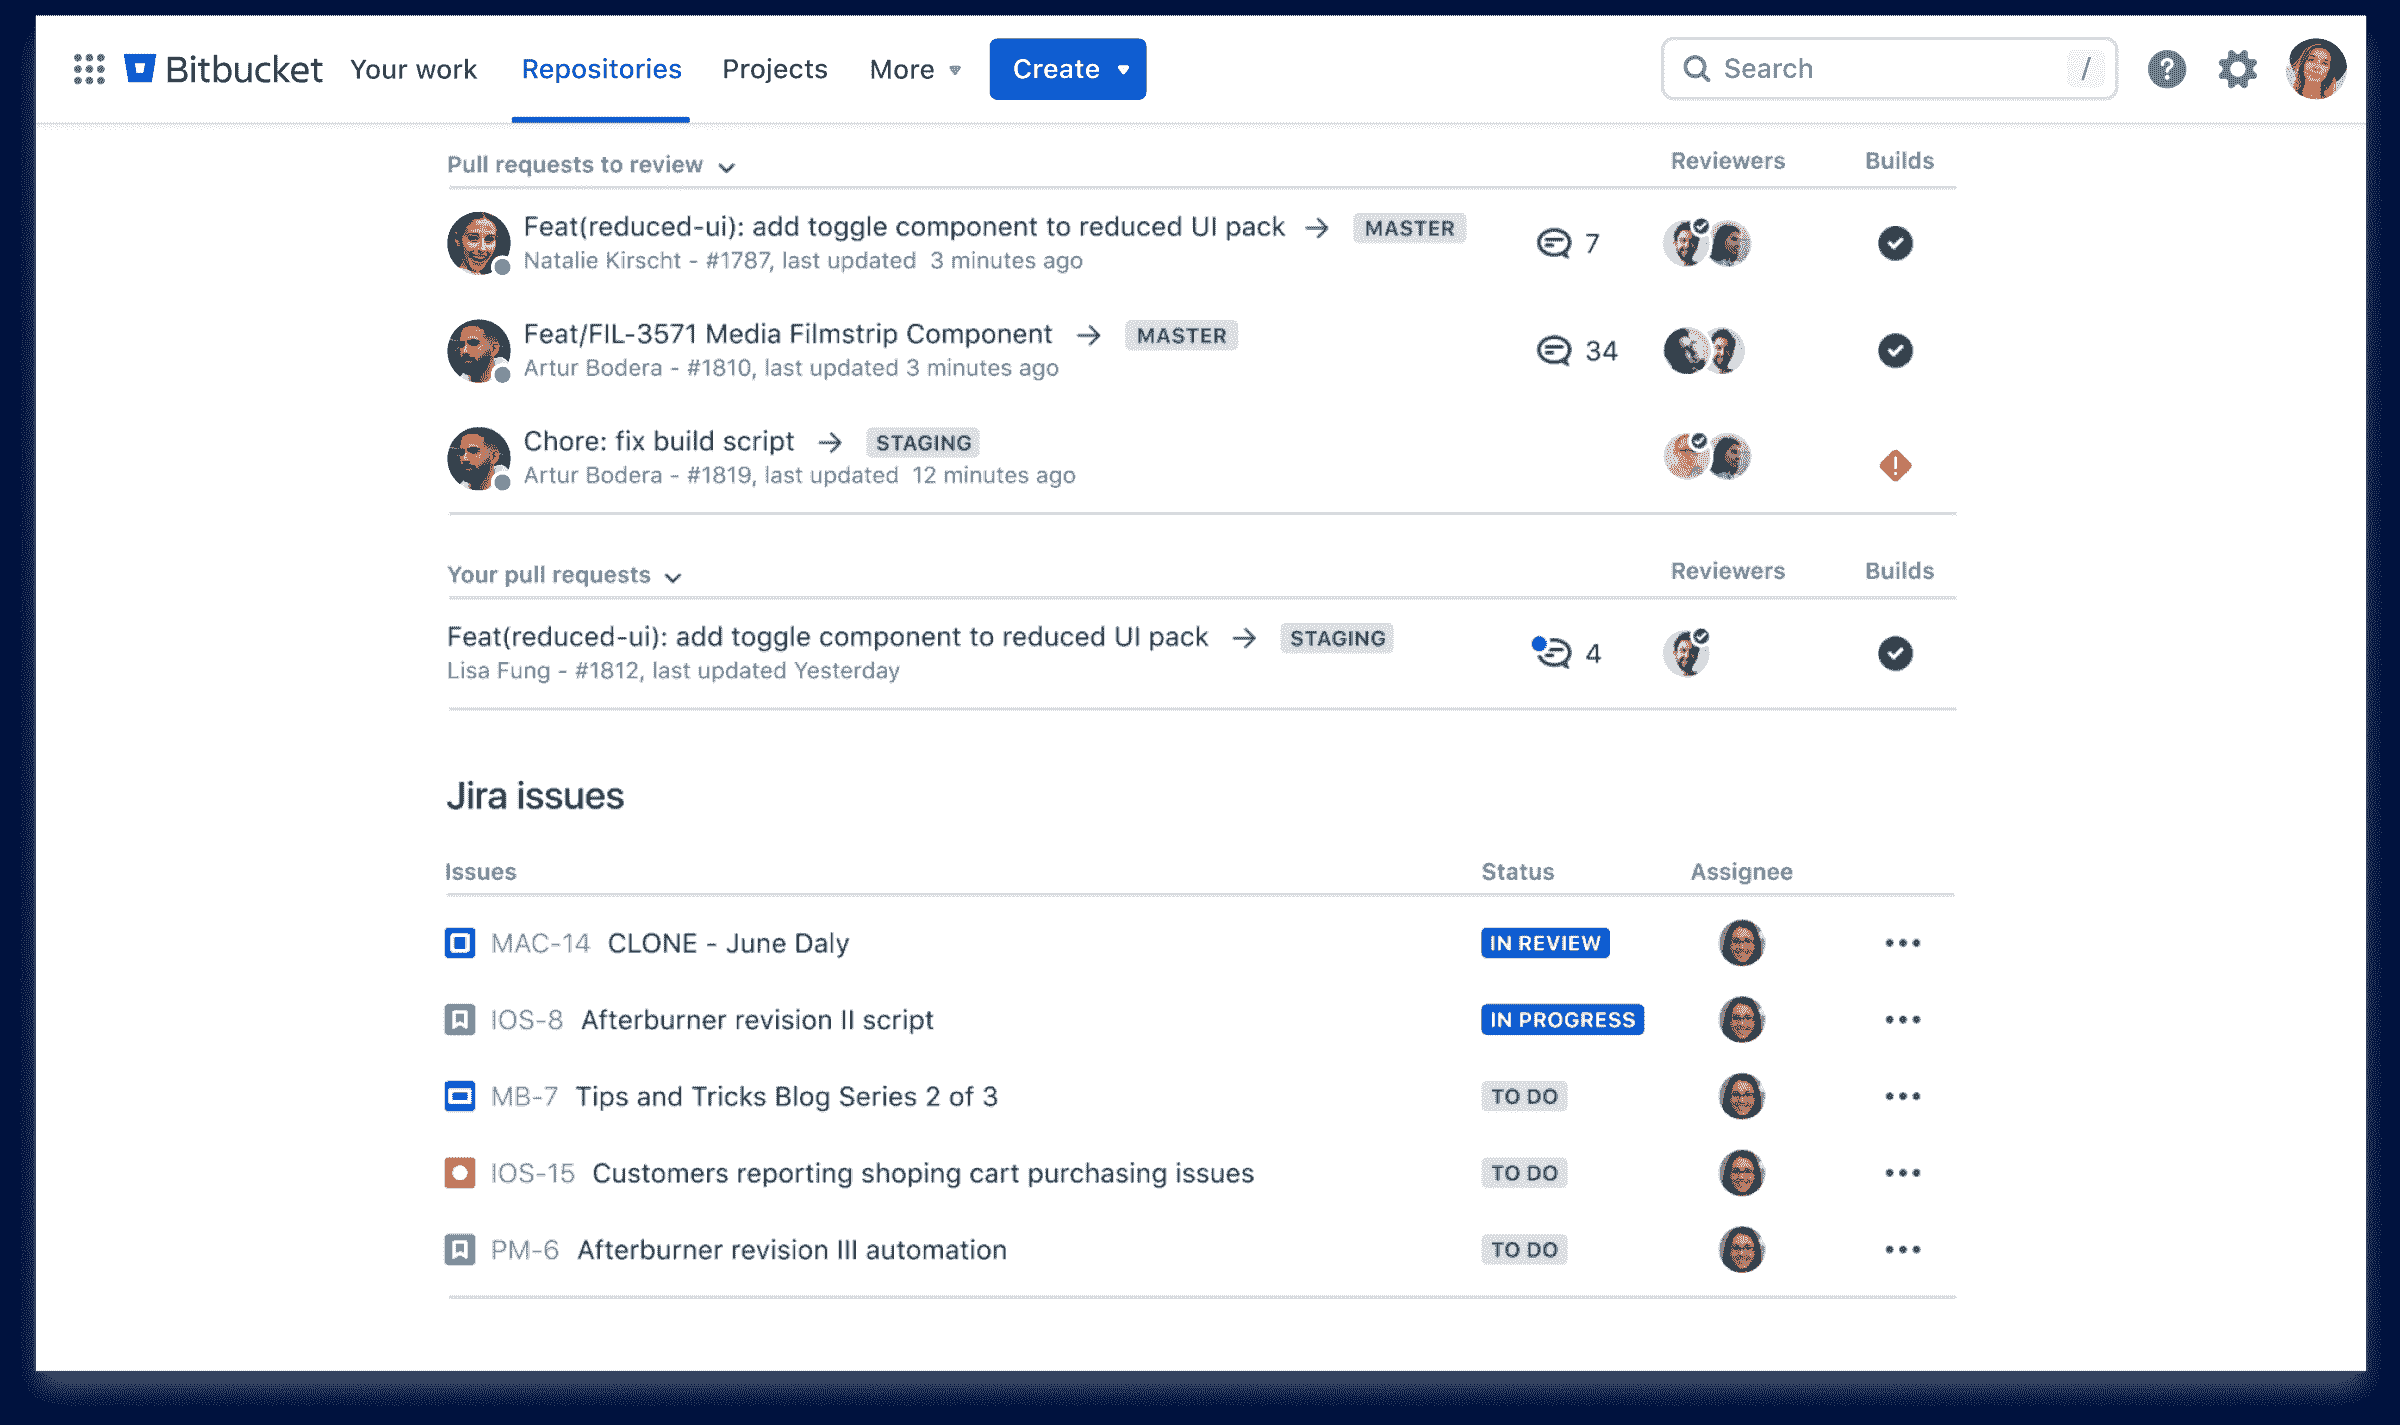 Bitbucket Your work Repositories Projects More Create Search / ?
Pull requests to review Reviewers Builds
Feat(reduced-ui): add toggle component to reduced UI pack → MASTER 7
Natalie Kirscht - #1787, last updated 3 minutes ago
Feat/FIL-3571 Media Filmstrip Component → MASTER 34
Artur Bodera - #1810, last updated 3 minutes ago
Chore: fix build script → STAGING
Artur Bodera - #1819, last updated 12 minutes ago
Your pull requests Reviewers Builds
Feat(reduced-ui): add toggle component to reduced UI pack → STAGING 4
Lisa Fung - #1812, last updated Yesterday
Jira issues
Issues Status Assignee
MAC-14 CLONE - June Daly IN REVIEW
IOS-8 Afterburner revision II script IN PROGRESS
MB-7 Tips and Tricks Blog Series 2 of 3 TO DO
IOS-15 Customers reporting shoping cart purchasing issues TO DO
PM-6 Afterburner revision III automation TO DO